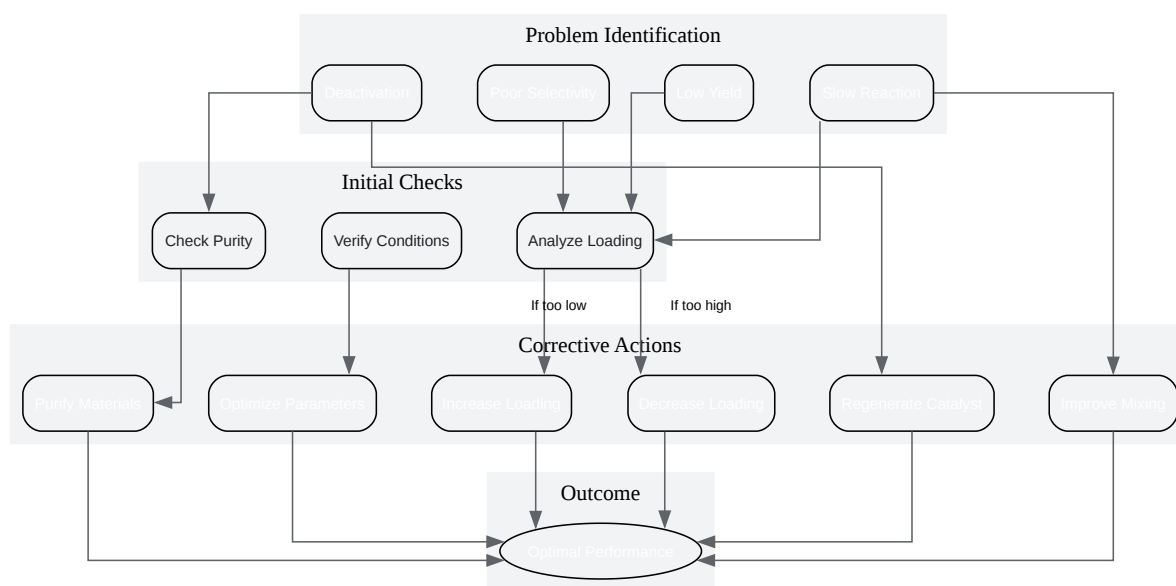 Problem Identification
Deactivation
Poor Selectivity
Low Yield
Slow Reaction
Initial Checks
Check Purity
Verify Conditions
Analyze Loading
If too low
If too high
Corrective Actions
Purify Materials
Optimize Parameters
Increase Loading
Decrease Loading
Regenerate Catalyst
Improve Mixing
Outcome
Optimal Performance